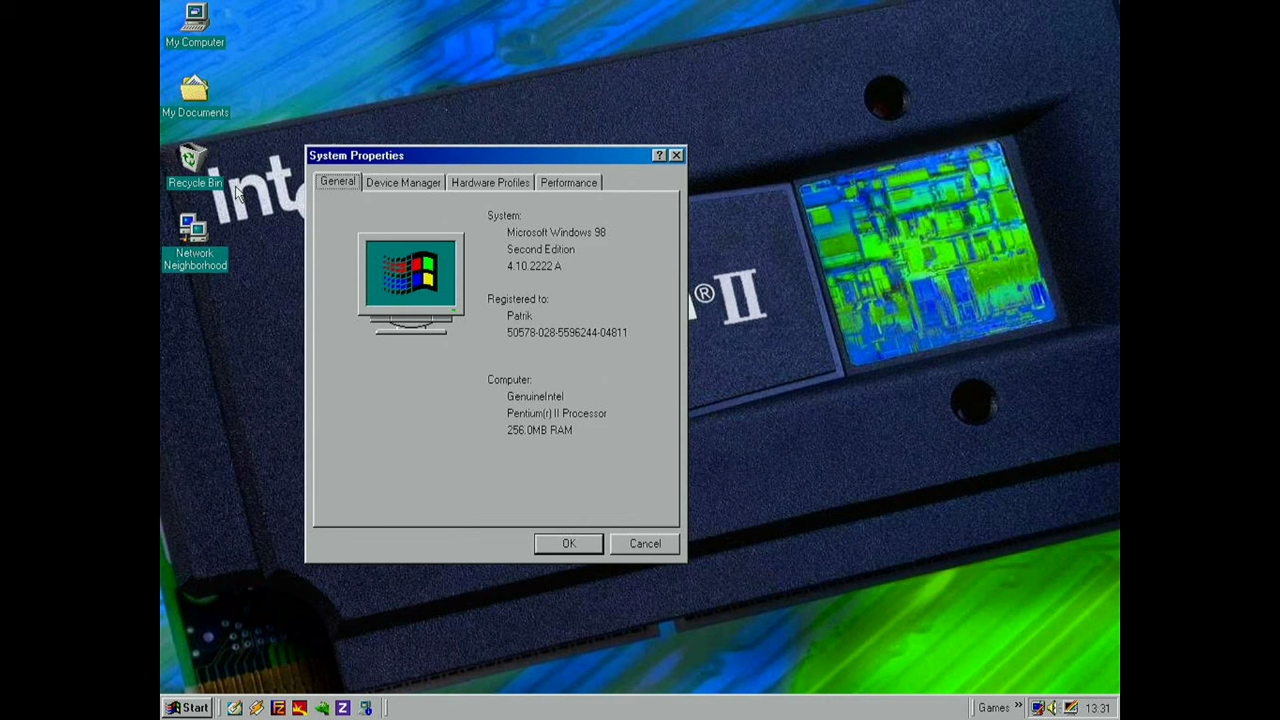 My Computer
My Documents
Recycle Bin
Network
Neighborhood
Inte
®II
System Properties
General
Device Manager
Hardware Profiles
Performance
System:
Microsoft Windows 98
Second Edition
4.10.2222 A
Registered to:
Patrik
50578-028-5596244-04811
Computer:
GenuineIntel
Pentium(r) II Processor
256.0MB RAM
OK
Cancel
Start
Games »
13:31